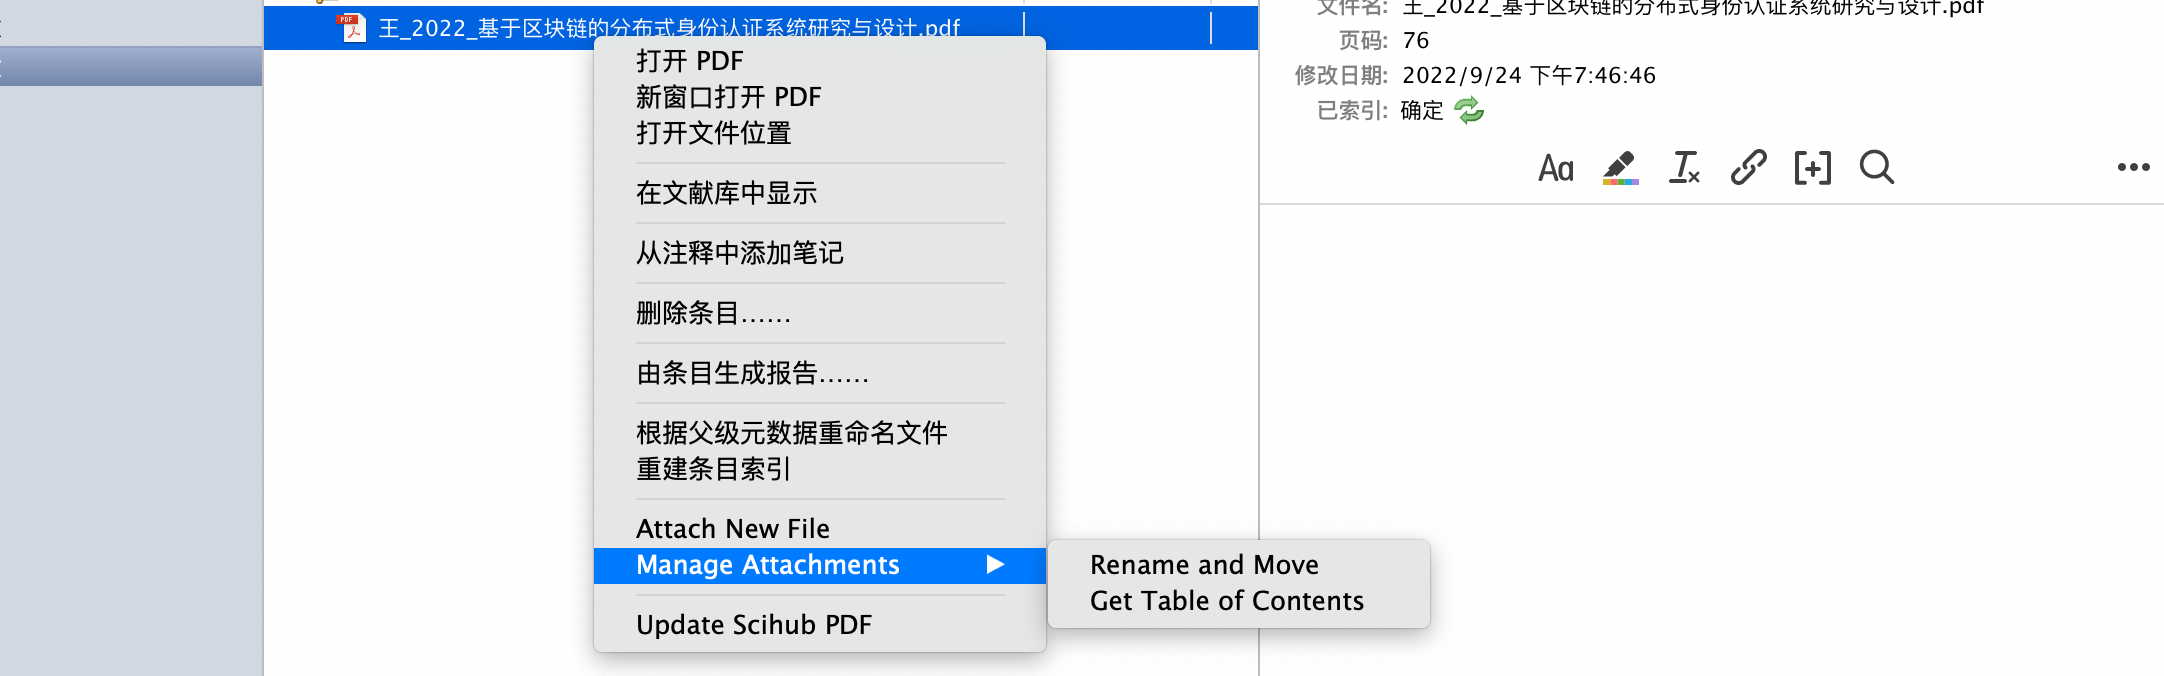 王_2022_基于区块链的分布式身份认证系统研究与设计.pdf
打开 PDF
新窗口打开 PDF
打开文件位置
在文献库中显示
从注释中添加笔记
删除条目……
由条目生成报告……
根据父级元数据重命名文件
重建条目索引
Attach New File
Manage Attachments
Update Scihub PDF
Rename and Move
Get Table of Contents
文件名: 王_2022_基于区块链的分布式身份认证系统研究与设计.pdf
页码: 76
修改日期: 2022/9/24 下午7:46:46
已索引: 确定
Aa